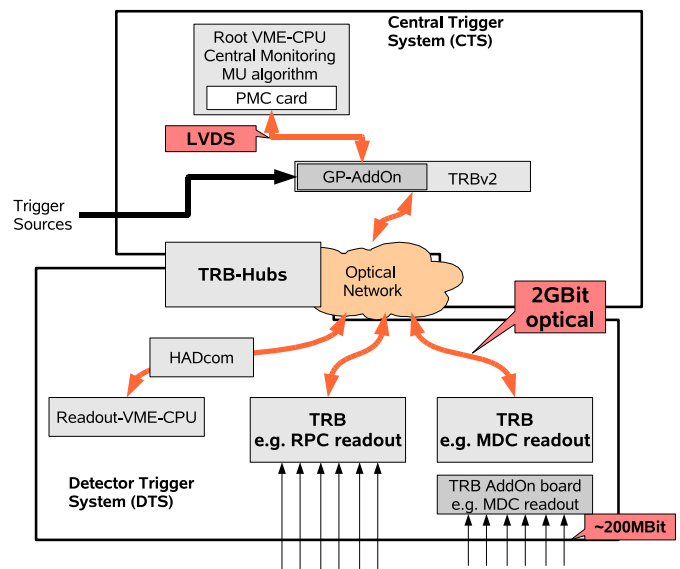 Central Trigger
System (CTS)
Root VME-CPU
Central Monitoring
MU algorithm
PMC card
LVDS
GP-AddOn
TRBv2
Trigger
Sources
TRB-Hubs
Optical
Network
2GBit
optical
HADcom
Readout-VME-CPU
TRB
e.g. RPC readout
TRB
e.g. MDC readout
Detector Trigger
System (DTS)
TRB AddOn board
e.g. MDC readout
~200MBit